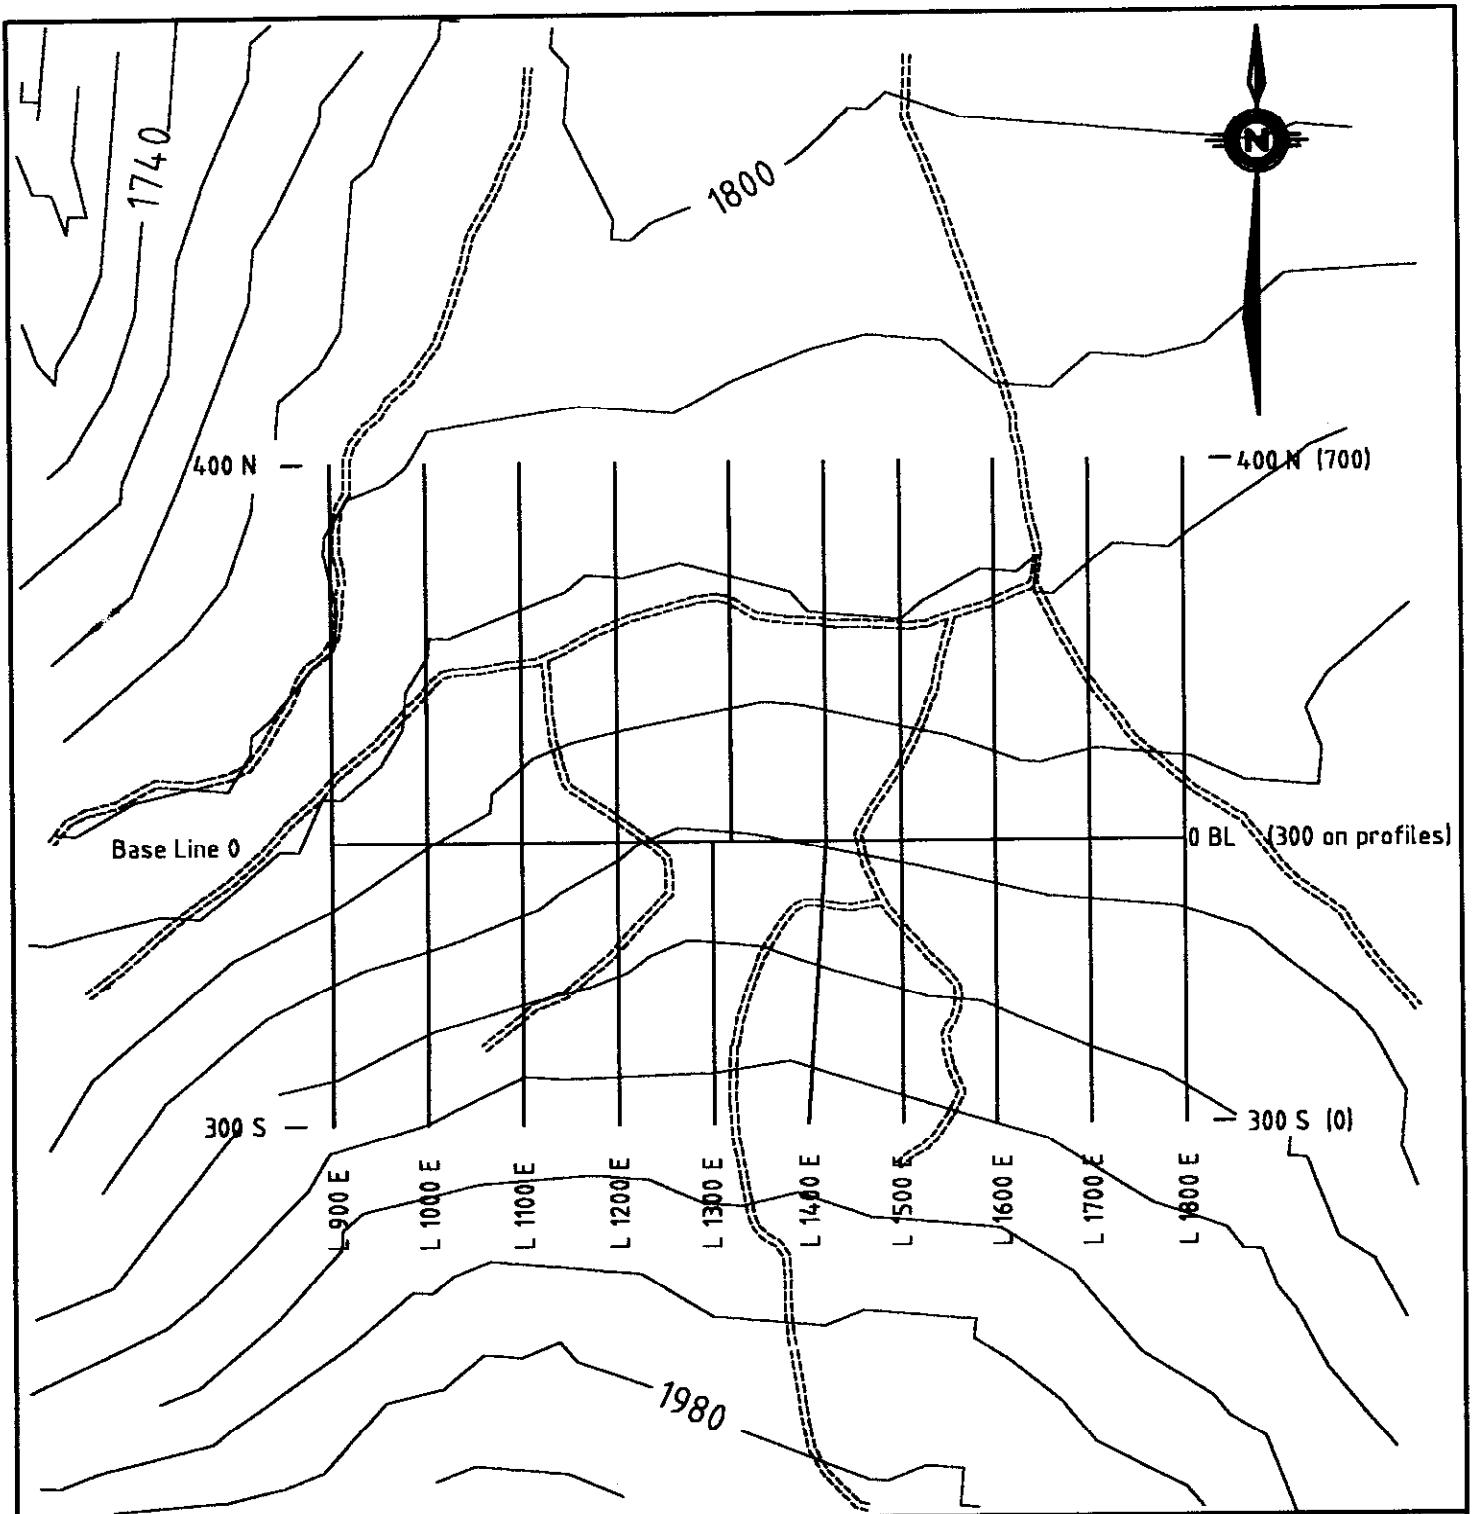 N
1740
1800
400 N
400 N (700)
Base Line 0
0 BL (300 on profiles)
300 S
300 S (0)
L 900 E
L 1000 E
L 1100 E
L 1200 E
L 1300 E
L 1400 E
L 1500 E
L 1600 E
L 1700 E
L 1800 E
1980